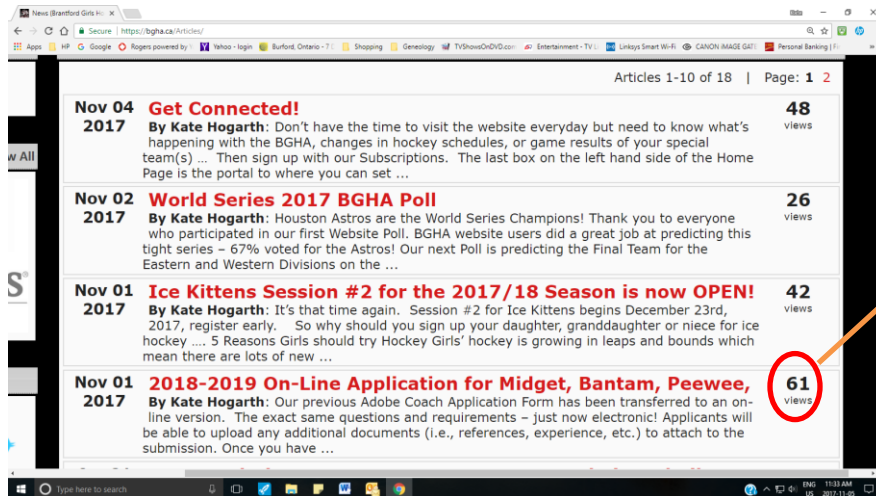 News (Brantford Girls Ho
Secure | https://bgha.ca/Articles/
Apps HP Google Rogers powered by Y Yahoo - login Burford, Ontario - 7 D Shopping Geneology TVShowsOnDVD.com Entertainment - TV Li Linksys Smart Wi-Fi CANON iMAGE GATE Personal Banking | Fi »
Articles 1-10 of 18 | Page: 1 2
Nov 04 Get Connected! 48
2017 By Kate Hogarth: Don't have the time to visit the website everyday but need to know what's views
happening with the BGHA, changes in hockey schedules, or game results of your special
w All team(s) ... Then sign up with our Subscriptions. The last box on the left hand side of the Home
Page is the portal to where you can set ...
Nov 02 World Series 2017 BGHA Poll 26
2017 By Kate Hogarth: Houston Astros are the World Series Champions! Thank you to everyone views
who participated in our first Website Poll. BGHA website users did a great job at predicting this
tight series – 67% voted for the Astros! Our next Poll is predicting the Final Team for the
Eastern and Western Divisions on the ...
S®
Nov 01 Ice Kittens Session #2 for the 2017/18 Season is now OPEN! 42
2017 By Kate Hogarth: It's that time again. Session #2 for Ice Kittens begins December 23rd, views
2017, register early. So why should you sign up your daughter, granddaughter or niece for ice
hockey .... 5 Reasons Girls should try Hockey Girls' hockey is growing in leaps and bounds which
mean there are lots of new ...
Nov 01 2018-2019 On-Line Application for Midget, Bantam, Peewee, 61
2017 By Kate Hogarth: Our previous Adobe Coach Application Form has been transferred to an on- views
line version. The exact same questions and requirements – just now electronic! Applicants will
be able to upload any additional documents (i.e., references, experience, etc.) to attach to the
submission. Once you have ...
Type here to search ENG 11:33 AM
US 2017-11-05